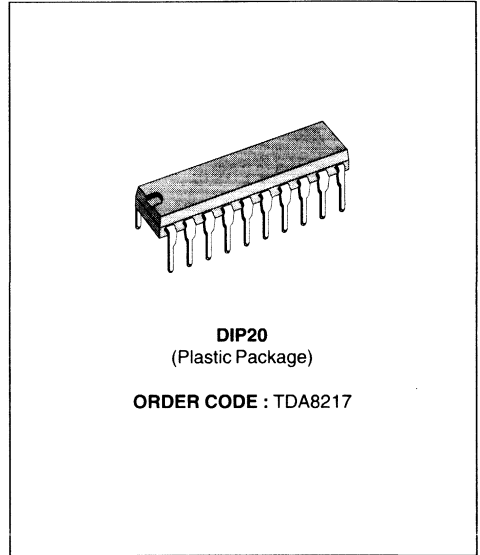 DIP20
(Plastic Package)
ORDER CODE : TDA8217